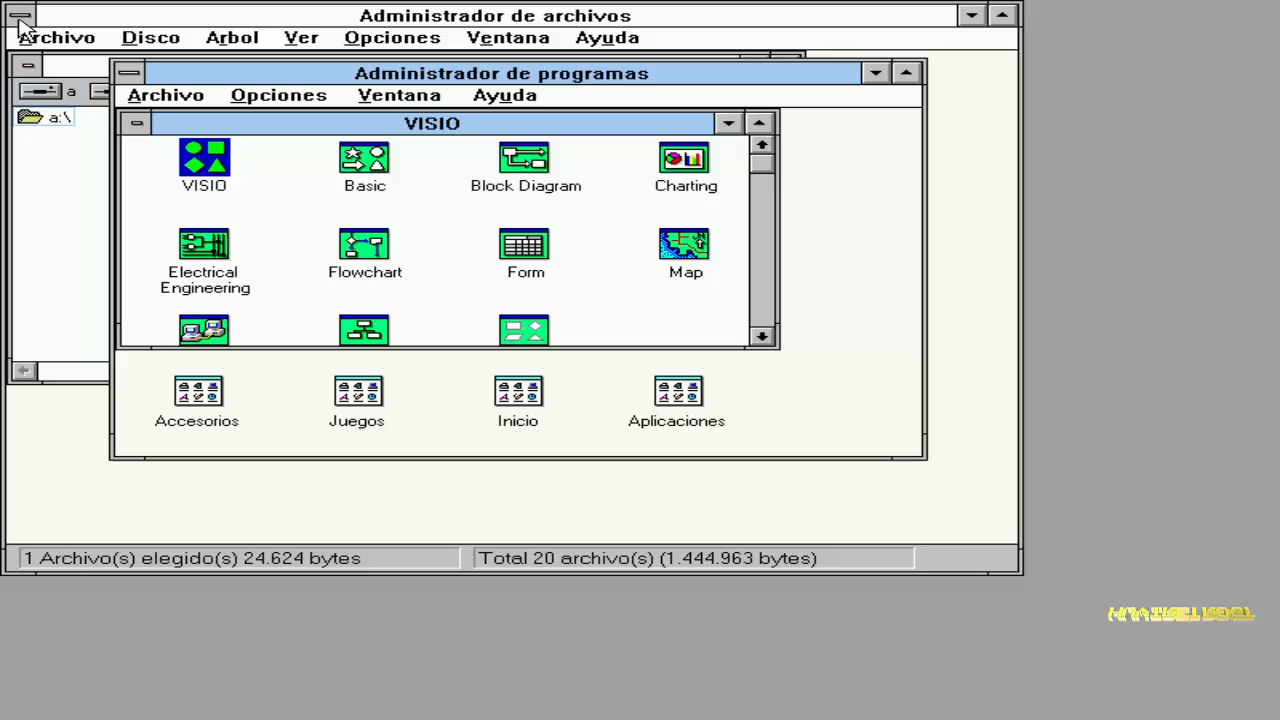 Administrador de archivos
Archivo Disco Arbol Ver Opciones Ventana Ayuda
a
a:\
Administrador de programas
Archivo Opciones Ventana Ayuda
VISIO
VISIO Basic Block Diagram Charting
Electrical Engineering Flowchart Form Map
Accesorios Juegos Inicio Aplicaciones
1 Archivo(s) elegido(s) 24.624 bytes
Total 20 archivo(s) (1.444.963 bytes)